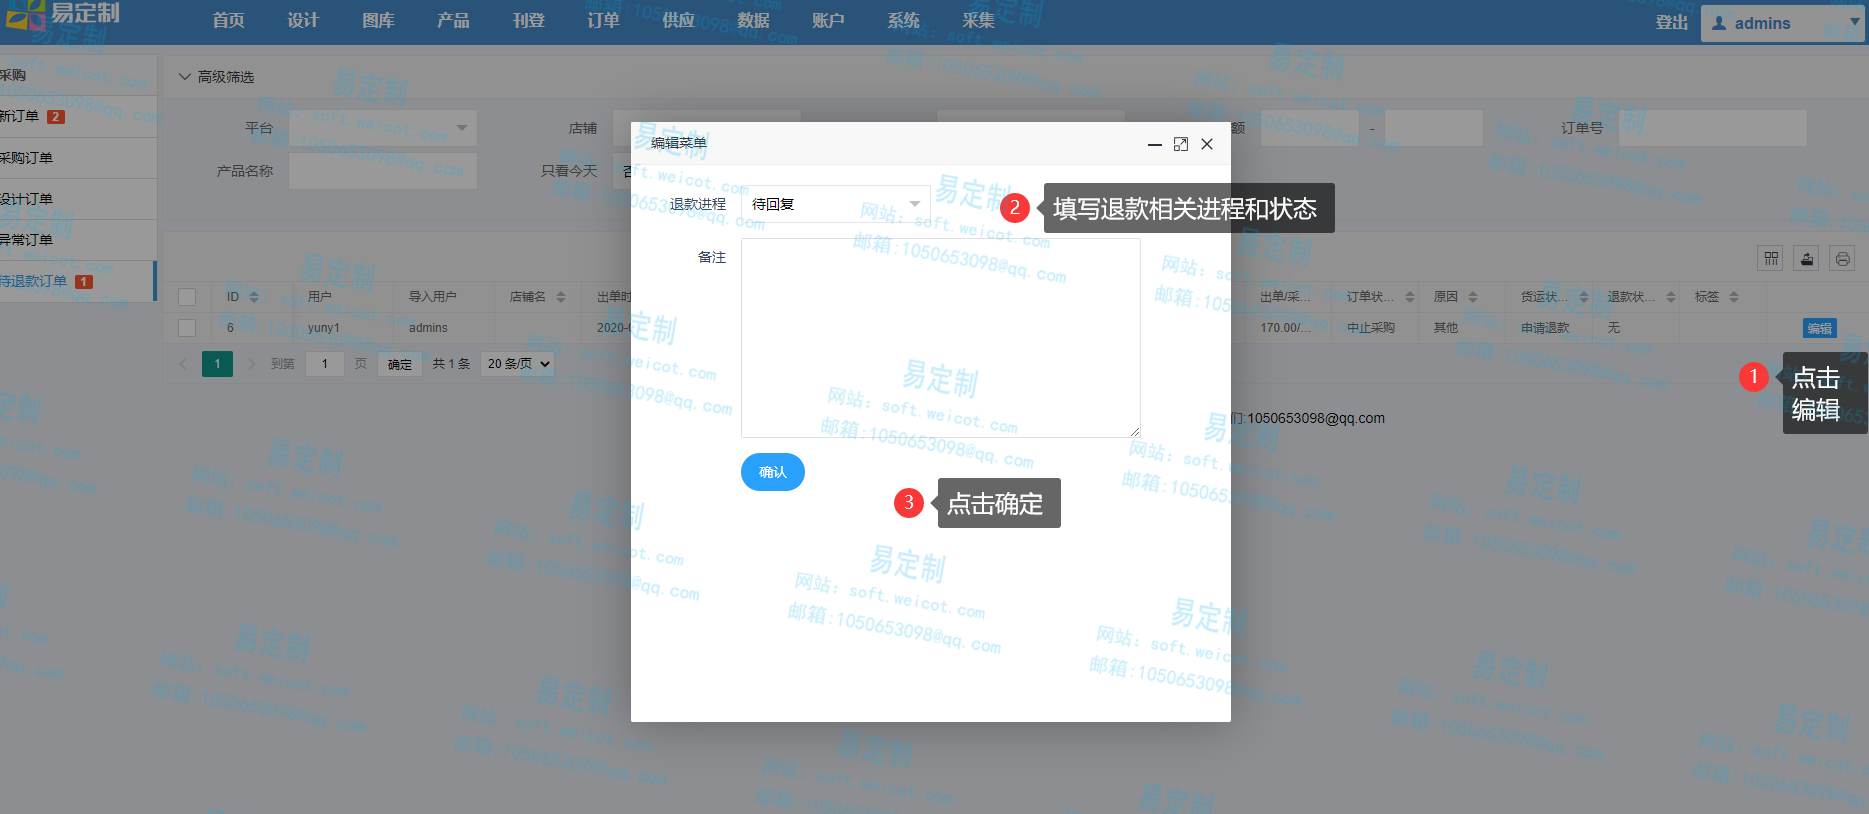 易定制
首页 设计 图库 产品 刊登 订单 供应 数据 账户 系统 采集
登出 admins
采购
新订单 2
采购订单
设计订单
异常订单
待退款订单 1
高级筛选
平台
店铺
额
-
订单号
产品名称
只看今天
编辑菜单
退款进程
待回复
2
填写退款相关进程和状态
备注
ID 用户 导入用户 店铺名 出单时 出单/采... 订单状... 原因 货运状... 退款状... 标签
6 yuny1 admins 2020-0 170.00/... 中止采购 其他 申请退款 无 编辑
1 到第 1 页 确定 共 1 条 20 条/页
1
点击
编辑
们:1050653098@qq.com
确认
3
点击确定
易定制
网站: soft.weicot.com
邮箱:1050653098@qq.com